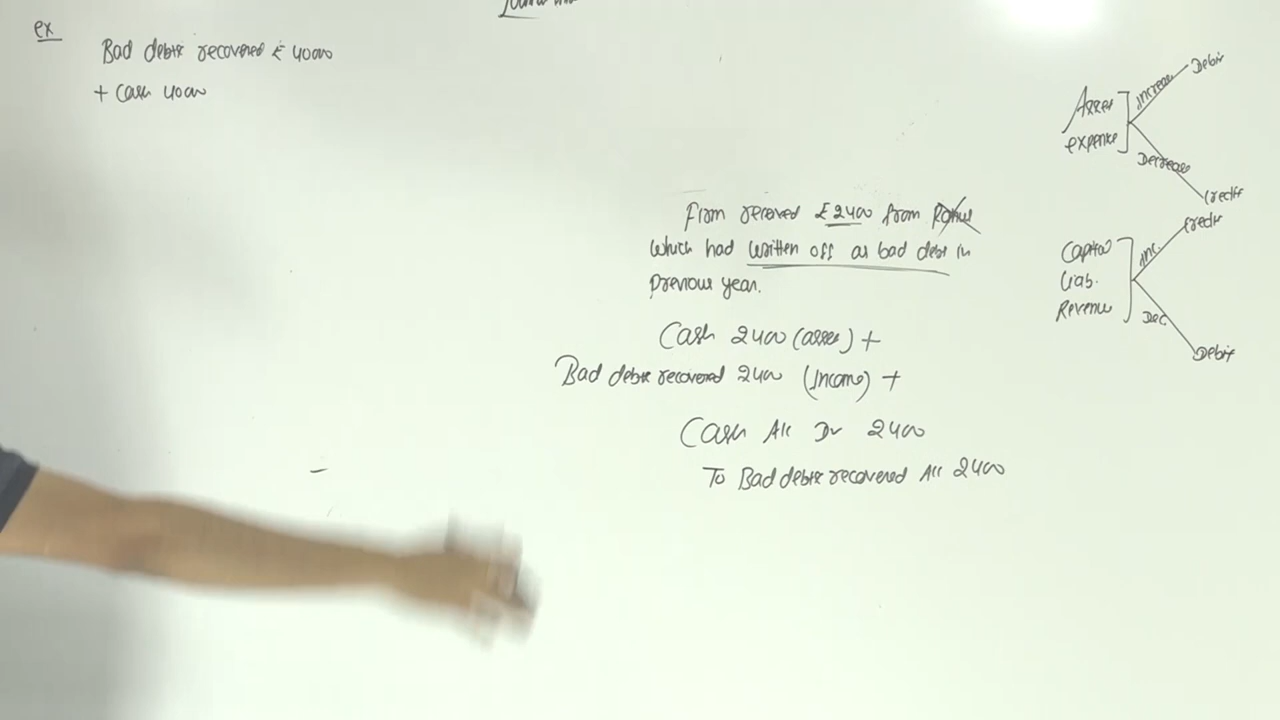 ex
Bad debts recovered ₹ 4000
+ Cash 4000
Firm received ₹ 2400 from
which had written off as bad debt in
previous year.
Cash 2400 (asset) +
Bad debts recovered 2400 (Income) +
Cash A/c Dr 2400
To Bad debts recovered A/c 2400
Asset
expense
Increase
Debit
Decrease
Credit
Capital
Liab.
Revenue
Inc.
Credit
Dec.
Debit